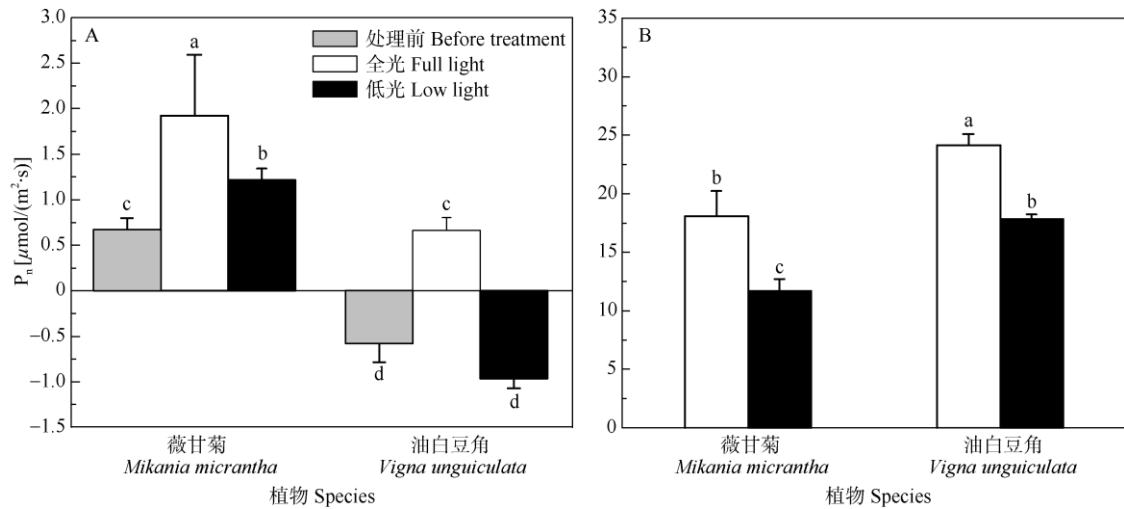 A
处理前 Before treatment
全光 Full light
低光 Low light
3.0
2.5
2.0
1.5
1.0
0.5
0
−0.5
−1.0
−1.5
Pn [μmol/(m²·s)]
c
a
b
d
c
d
薇甘菊
Mikania micrantha
油白豆角
Vigna unguiculata
植物 Species
B
35
30
25
20
15
10
5
0
b
c
a
b
薇甘菊
Mikania micrantha
油白豆角
Vigna unguiculata
植物 Species